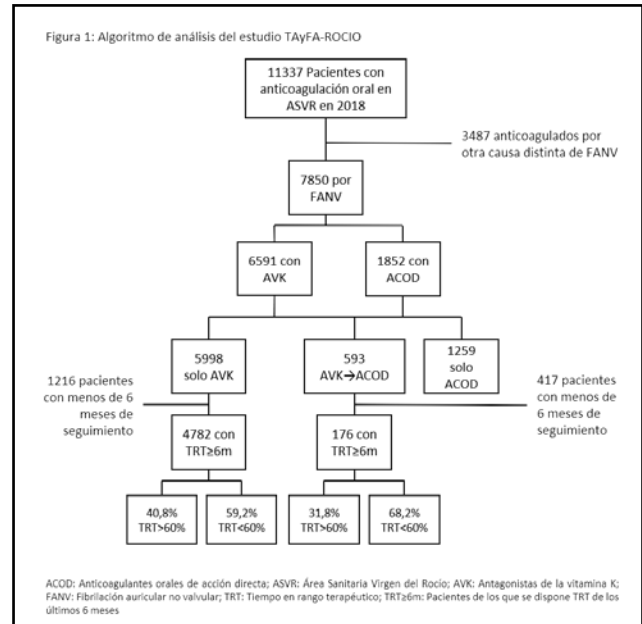 Figura 1: Algoritmo de análisis del estudio TAyFA-ROCIO
11337 Pacientes con
anticoagulación oral en
ASVR en 2018
3487 anticoagulados por
otra causa distinta de FANV
7850 por
FANV
6591 con
AVK
1852 con
ACOD
5998
solo AVK
593
AVK→ACOD
1259
solo
ACOD
1216 pacientes
con menos de 6
meses de
seguimiento
417 pacientes
con menos de
6 meses de
seguimiento
4782 con
TRT≥6m
176 con
TRT≥6m
40,8%
TRT>60%
59,2%
TRT<60%
31,8%
TRT>60%
68,2%
TRT<60%
ACOD: Anticoagulantes orales de acción directa; ASVR: Área Sanitaria Virgen del Rocío; AVK: Antagonistas de la vitamina K;
FANV: Fibrilación auricular no valvular; TRT: Tiempo en rango terapéutico; TRT≥6m: Pacientes de los que se dispone TRT de los
últimos 6 meses